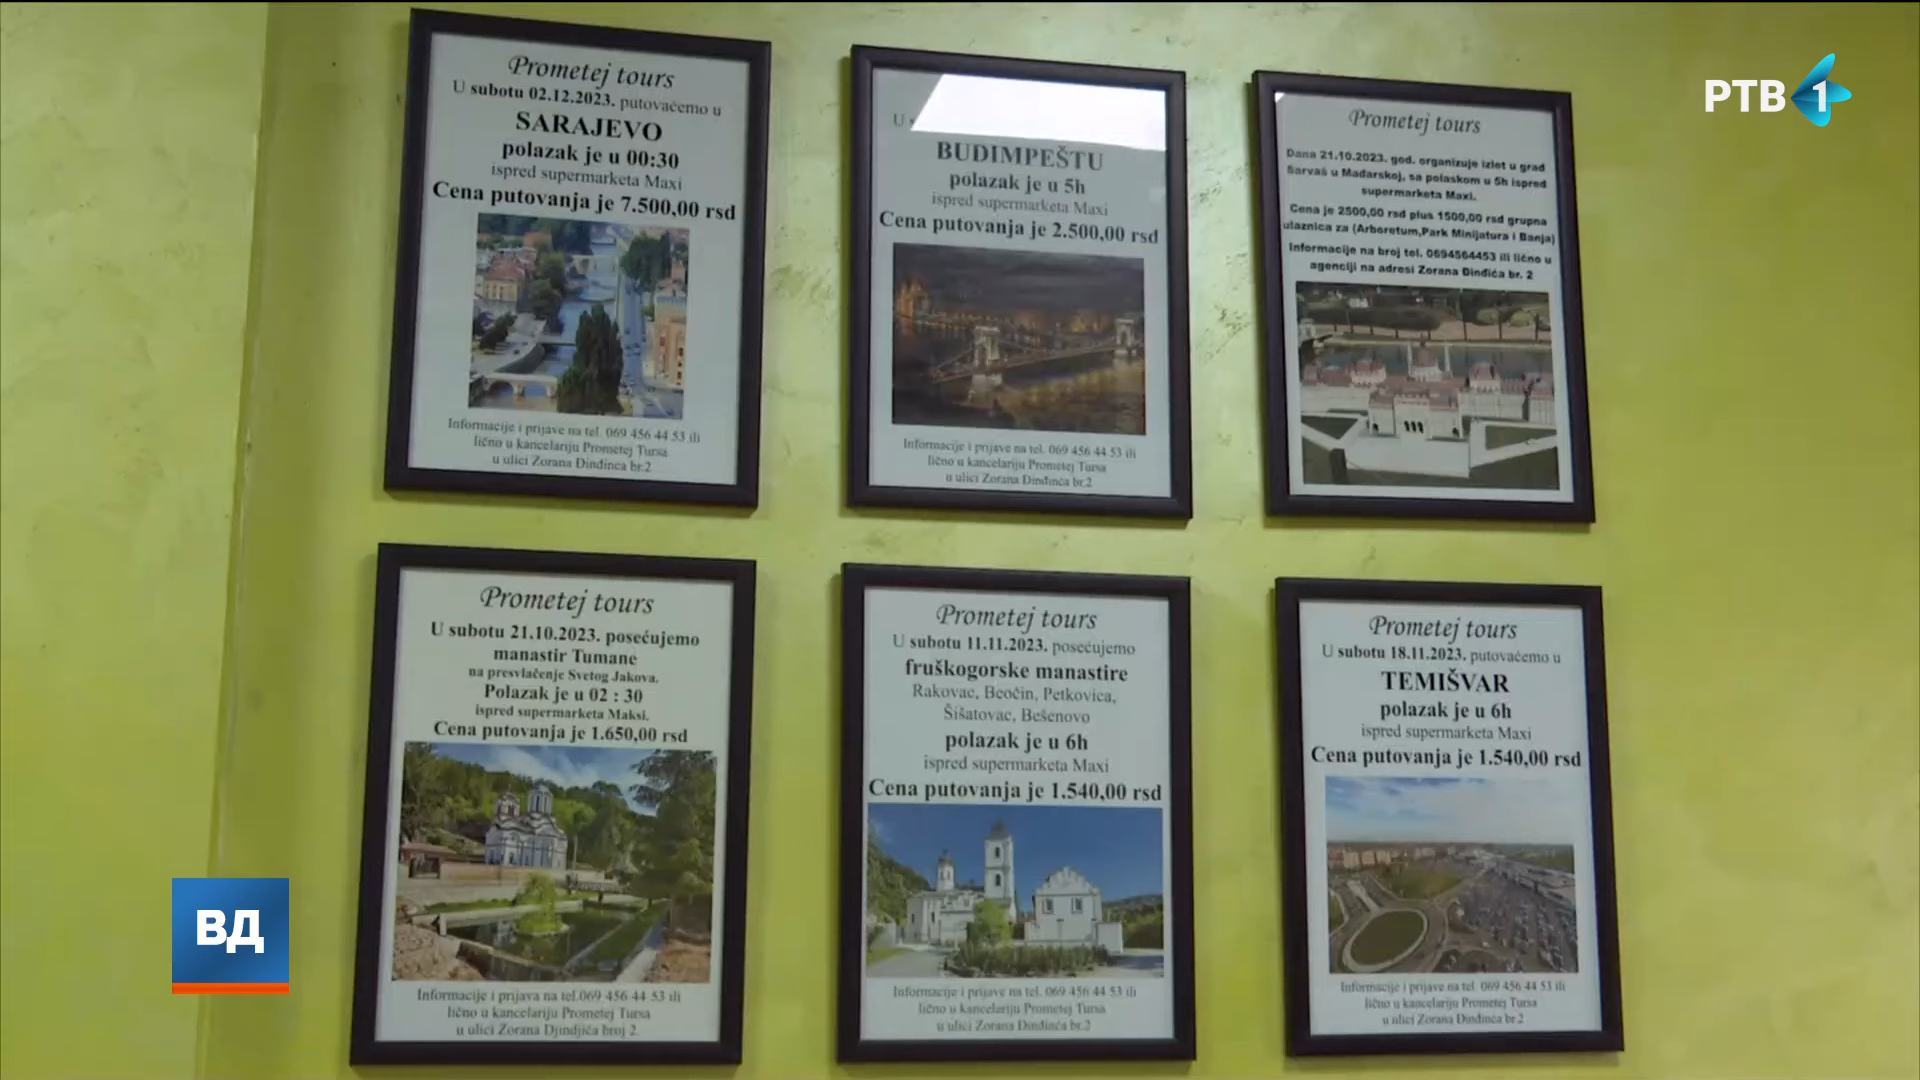 Prometej tours
U subotu 02.12.2023. putovaćemo u
SARAJEVO
polazak je u 00:30
ispred supermarketa Maxi
Cena putovanja je 7.500,00 rsd
Informacije i prijave na tel. 069 456 44 53 ili
lično u kancelariju Prometej Tursa
u ulici Zorana Dinđinća br.2
U
BUDIMPEŠTU
polazak je u 5h
ispred supermarketa Maxi
Cena putovanja je 2.500,00 rsd
Informacije i prijave na tel. 069 456 44 53 ili
lično u kancelariju Prometej Tursa
u ulici Zorana Dinđinća br.2
Prometej tours
Dana 21.10.2023. god. organizuje izlet u grad
Sarvaš u Mađarskoj, sa polaskom u 5h ispred
supermarketa Maxi.
Cena je 2500,00 rsd plus 1500,00 rsd grupna
ulaznica za (Arboretum,Park Minijatura i Banja)
Informacije na broj tel. 0694564453 ili lično u
agenciji na adresi Zorana Đinđića br. 2
РТВ 1
Prometej tours
U subotu 21.10.2023. posećujemo
manastir Tumane
na presvlačenje Svetog Jakova.
Polazak je u 02 : 30
ispred supermarketa Maksi.
Cena putovanja je 1.650,00 rsd
Informacije i prijava na tel.069 456 44 53 ili
lično u kancelariju Prometej Tursa
u ulici Zorana Djindjića broj 2.
Prometej tours
U subotu 11.11.2023. posećujemo
fruškogorske manastire
Rakovac, Beočin, Petkovica,
Šišatovac, Bešenovo
polazak je u 6h
ispred supermarketa Maxi
Cena putovanja je 1.540,00 rsd
Informacije i prijave na tel. 069 456 44 53 ili
lično u kancelariju Prometej Tursa
u ulici Zorana Dinđinća br.2
Prometej tours
U subotu 18.11.2023. putovaćemo u
TEMIŠVAR
polazak je u 6h
ispred supermarketa Maxi
Cena putovanja je 1.540,00 rsd
Informacije i prijave na tel. 069 456 44 53 ili
lično u kancelariju Prometej Tursa
u ulici Zorana Dinđinća br.2
ВД